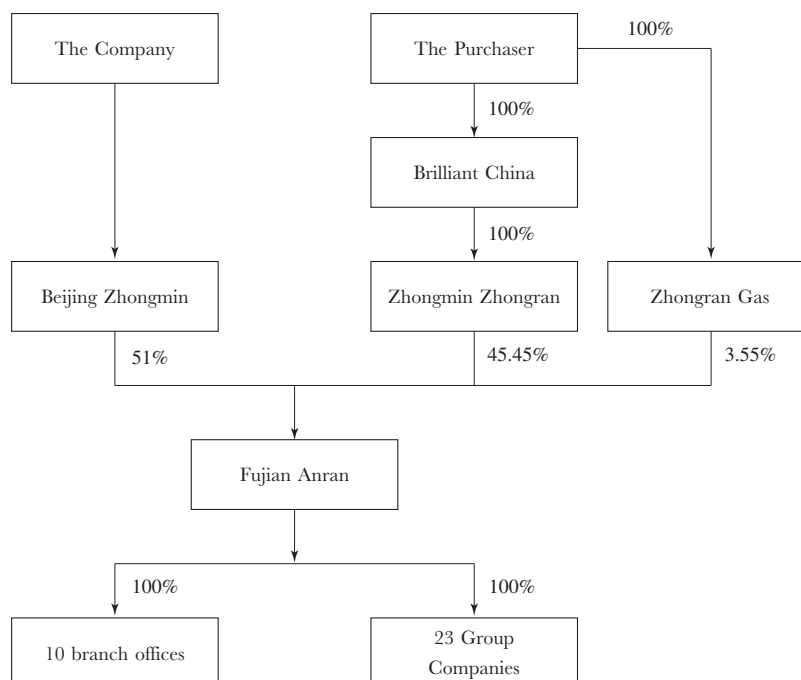 The Company
The Purchaser
100%
100%
Brilliant China
100%
Beijing Zhongmin
Zhongmin Zhongran
Zhongran Gas
51%
45.45%
3.55%
Fujian Anran
100%
100%
10 branch offices
23 Group
Companies